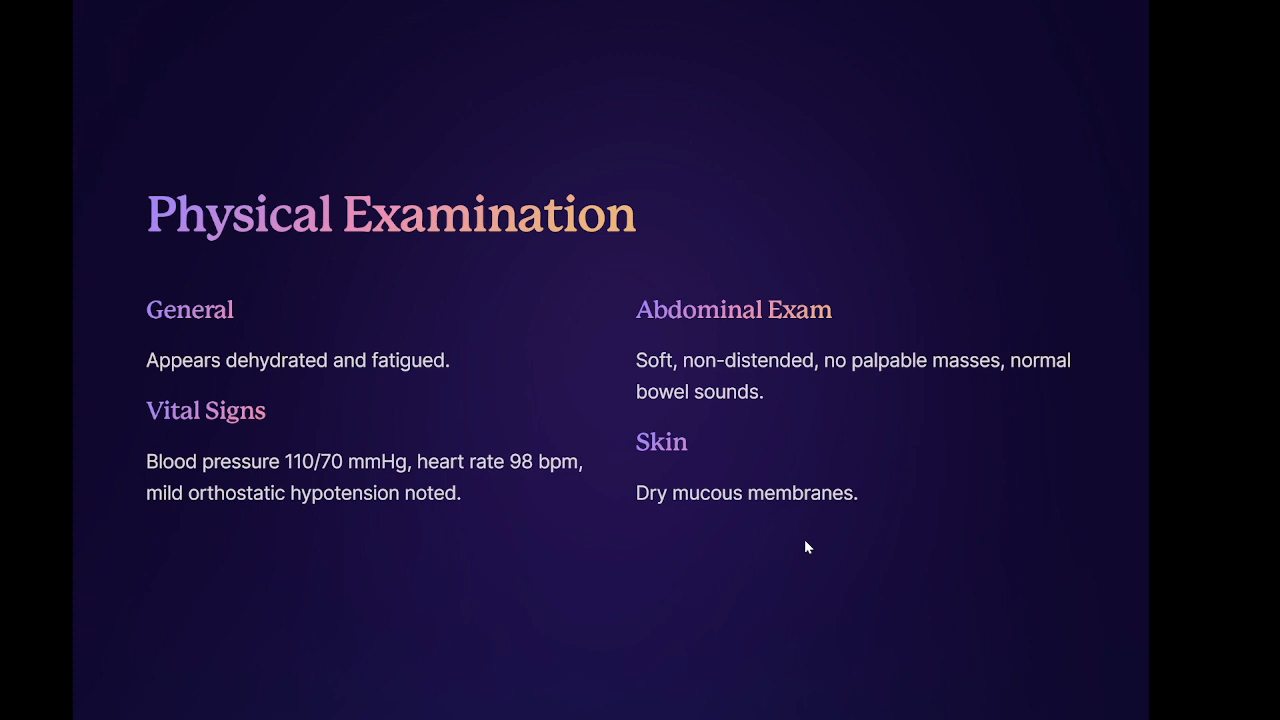 Physical Examination
General
Appears dehydrated and fatigued.
Vital Signs
Blood pressure 110/70 mmHg, heart rate 98 bpm,
mild orthostatic hypotension noted.
Abdominal Exam
Soft, non-distended, no palpable masses, normal
bowel sounds.
Skin
Dry mucous membranes.